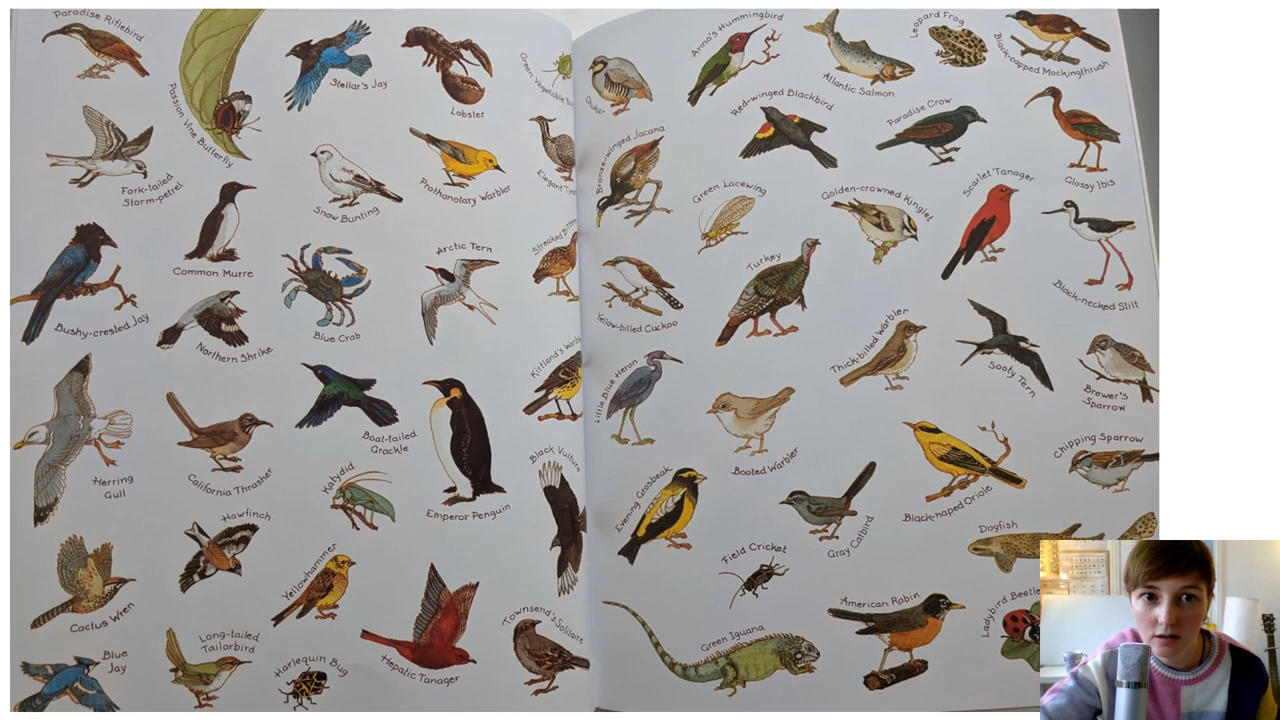 Paradise Riflebird
Passion Vine Butterfly
Stellar's Jay
Lobster
Green Vegetable
Fork-tailed
Storm-petrel
Snow Bunting
Prothonotary Warbler
Elegant
Common Murre
Bushy-crested Jay
Northern Shrike
Blue Crab
Arctic Tern
Streaked
Herring
Gull
California Thrasher
Boat-tailed
Grackle
Kirtland's
Katydid
Emperor Penguin
Black Vulture
Hawfinch
Cactus Wren
Yellowhammer
Hepatic Tanager
Townsend's Solitaire
Blue
Jay
Long-tailed
Tailorbird
Harlequin Bug
Chukar
Anna's Hummingbird
Atlantic Salmon
Leopard Frog
Black-capped Mockingthrush
Bronze-winged Jacana
Red-winged Blackbird
Paradise Crow
Glossy Ibis
Green Lacewing
Golden-crowned Kinglet
Scarlet Tanager
Black-necked Stilt
Yellow-billed Cuckoo
Turkey
Thick-billed Warbler
Sooty Tern
Brewer's
Sparrow
Little Blue Heron
Booted Warbler
Black-naped Oriole
Chipping Sparrow
Evening Grosbeak
Gray Catbird
Dogfish
Field Cricket
Green Iguana
American Robin
Ladybird Beetle